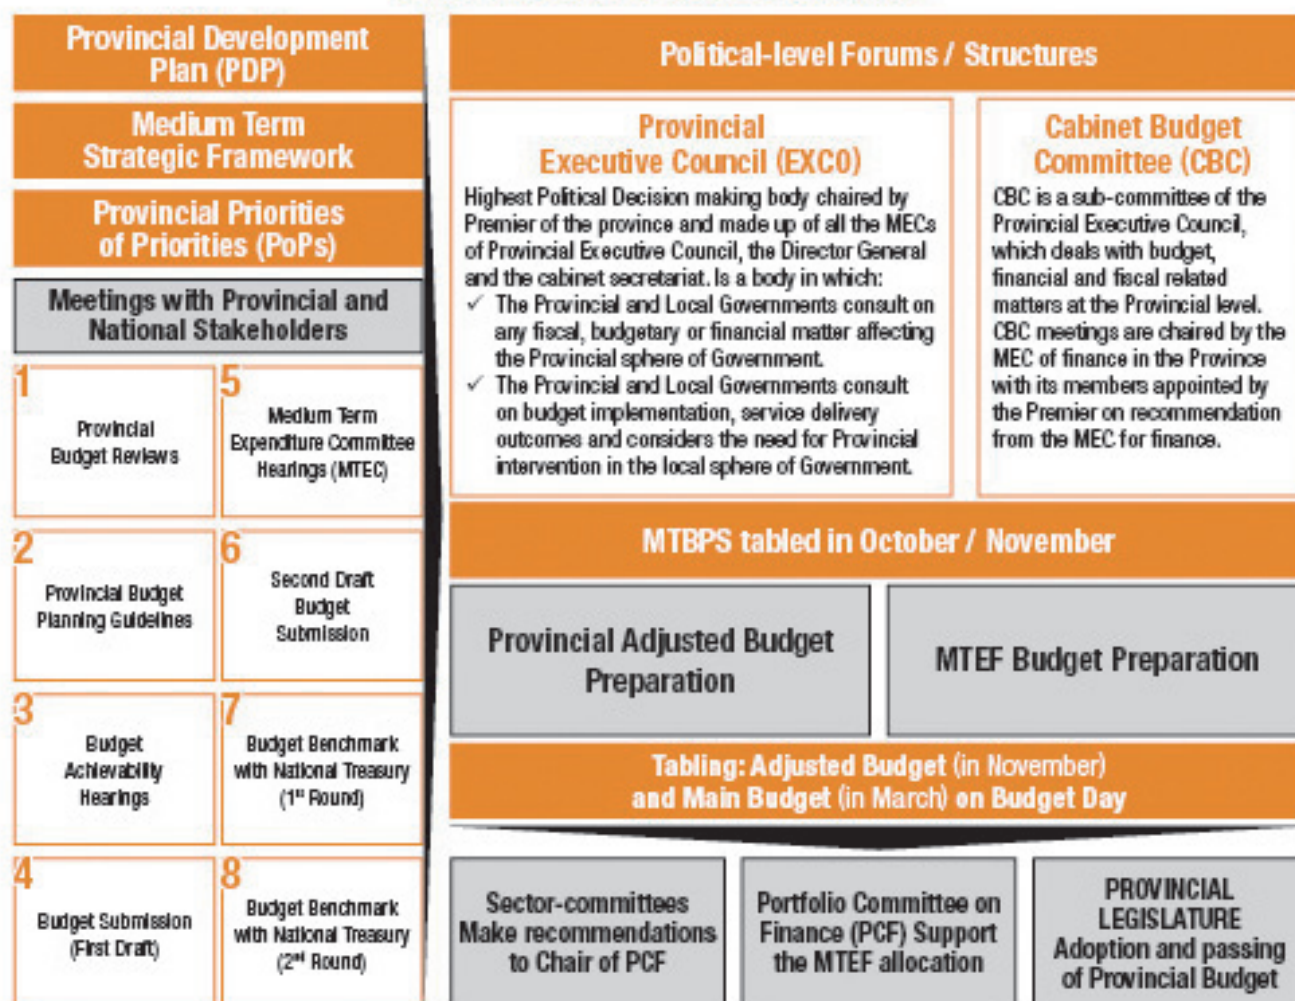 Provincial Development
Plan (PDP)
Medium Term
Strategic Framework
Provincial Priorities
of Priorities (PoPs)
Meetings with Provincial and
National Stakeholders
1
Provincial
Budget Reviews
5
Medium Term
Expenditure Committee
Hearings (MTEC)
2
Provincial Budget
Planning Guidelines
6
Second Draft
Budget
Submission
3
Budget
Achievability
Hearings
7
Budget Benchmark
with National Treasury
(1st Round)
4
Budget Submission
(First Draft)
8
Budget Benchmark
with National Treasury
(2nd Round)
Political-level Forums / Structures
Provincial
Executive Council (EXCO)
Highest Political Decision making body chaired by
Premier of the province and made up of all the MECs
of Provincial Executive Council, the Director General
and the cabinet secretariat. Is a body in which:
✓ The Provincial and Local Governments consult on
any fiscal, budgetary or financial matter affecting
the Provincial sphere of Government.
✓ The Provincial and Local Governments consult
on budget implementation, service delivery
outcomes and considers the need for Provincial
intervention in the local sphere of Government.
Cabinet Budget
Committee (CBC)
CBC is a sub-committee of the
Provincial Executive Council,
which deals with budget,
financial and fiscal related
matters at the Provincial level.
CBC meetings are chaired by the
MEC of finance in the Province
with its members appointed by
the Premier on recommendation
from the MEC for finance.
MTBPS tabled in October / November
Provincial Adjusted Budget
Preparation
MTEF Budget Preparation
Tabling: Adjusted Budget (in November)
and Main Budget (in March) on Budget Day
Sector-committees
Make recommendations
to Chair of PCF
Portfolio Committee on
Finance (PCF) Support
the MTEF allocation
PROVINCIAL
LEGISLATURE
Adoption and passing
of Provincial Budget